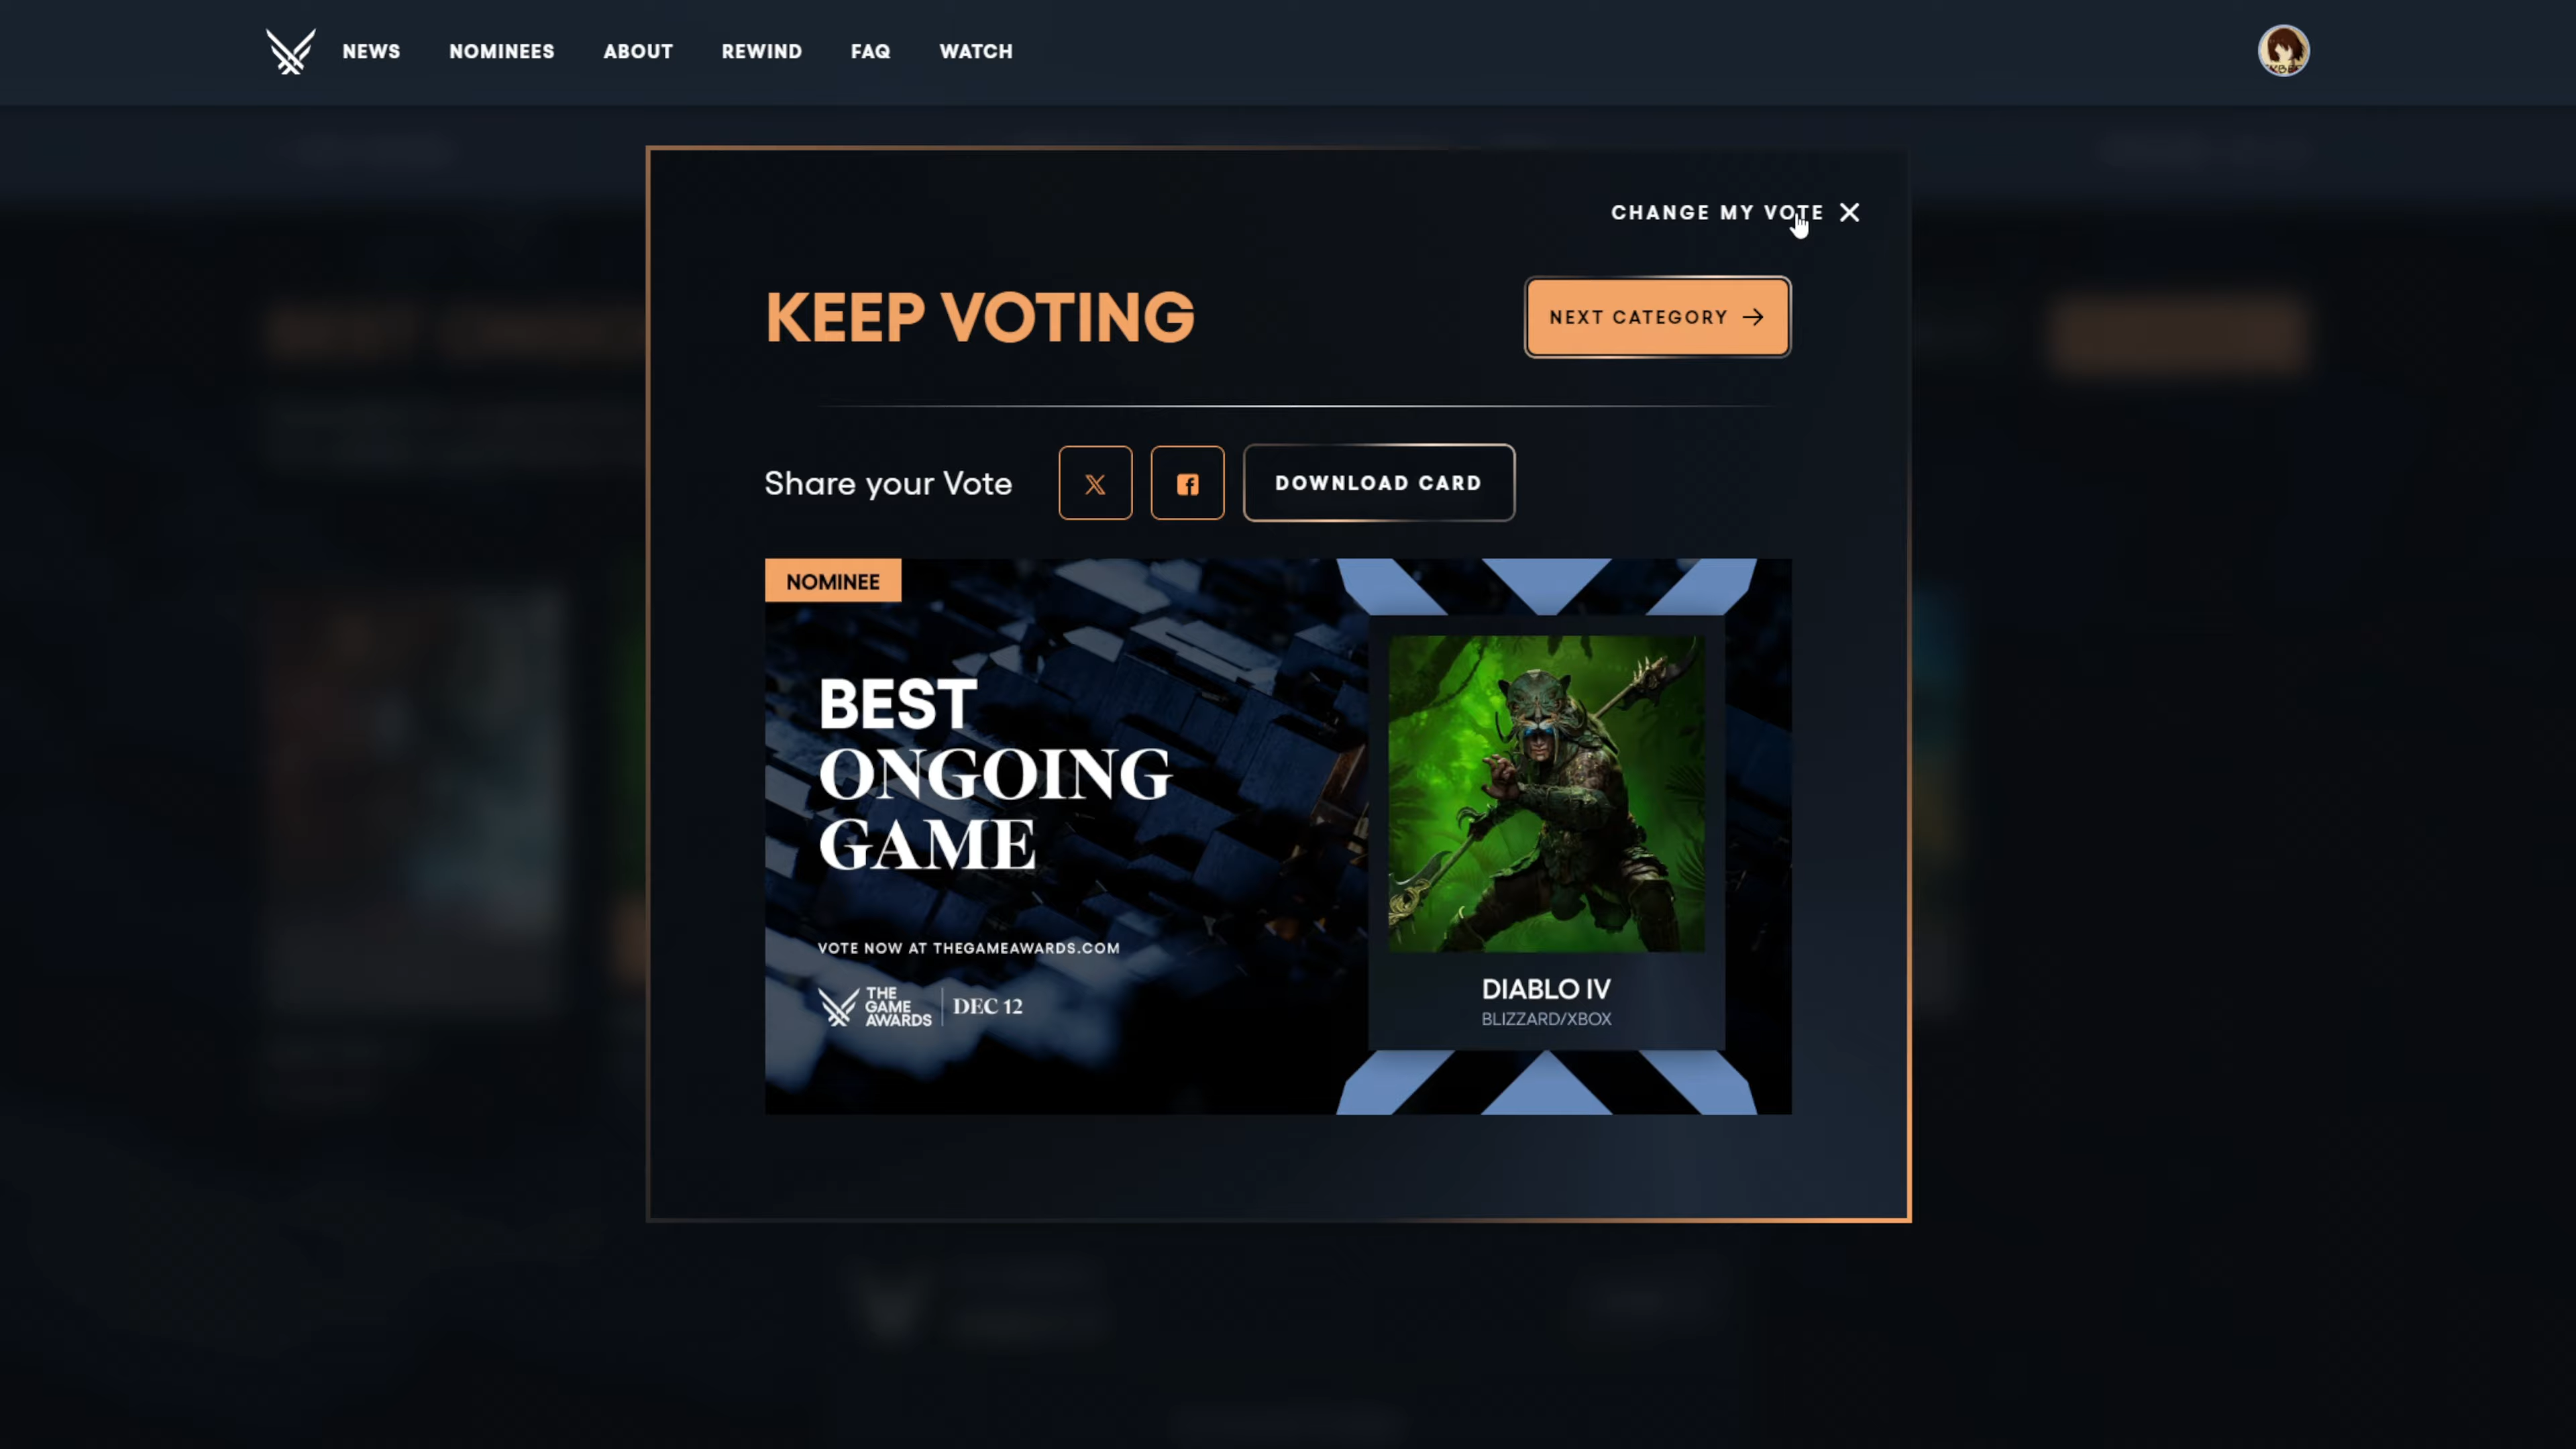 NEWS
NOMINEES
ABOUT
REWIND
FAQ
WATCH
CHANGE MY VOTE
KEEP VOTING
NEXT CATEGORY
Share your Vote
DOWNLOAD CARD
NOMINEE
BEST
ONGOING
GAME
VOTE NOW AT THEGAMEAWARDS.COM
THE
GAME
AWARDS
DEC 12
DIABLO IV
BLIZZARD/XBOX